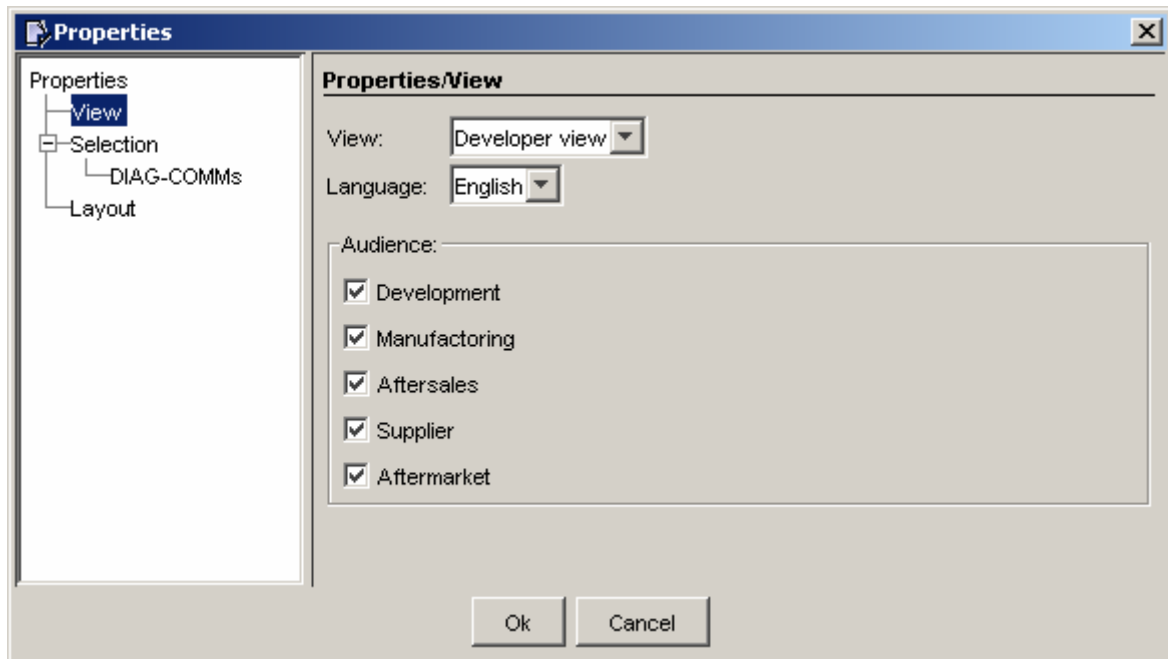 Properties
Properties
View
Selection
DIAG-COMMs
Layout
Properties/View
View: Developer view
Language: English
Audience:
Development
Manufactoring
Aftersales
Supplier
Aftermarket
Ok Cancel